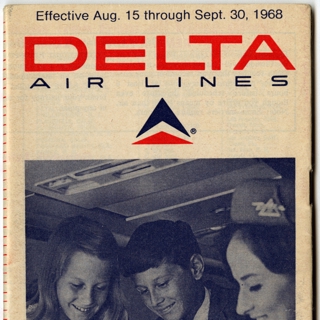 Effective Aug. 15 through Sept. 30, 1968
DELTA
AIR LINES
®